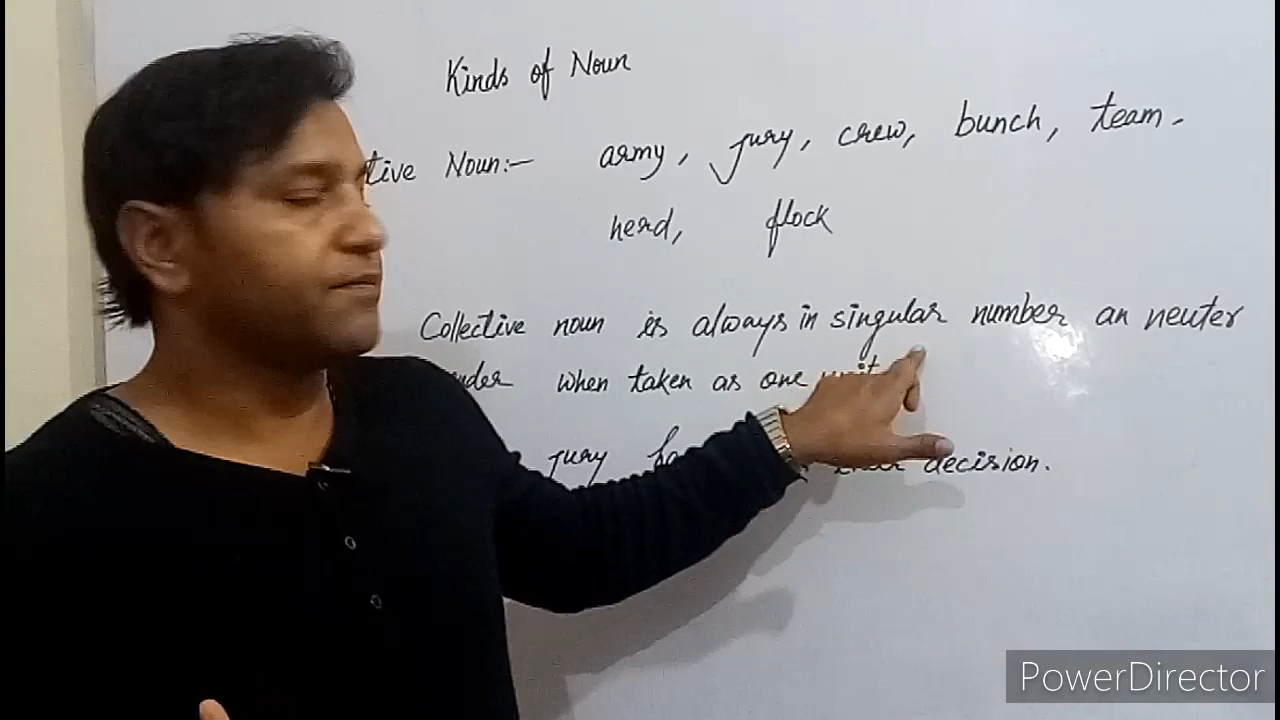 Kinds of Noun
tive Noun:- army, jury, crew, bunch, team.
herd, flock
Collective noun is always in singular number an neuter
when taken as one unit
jury decision.
PowerDirector